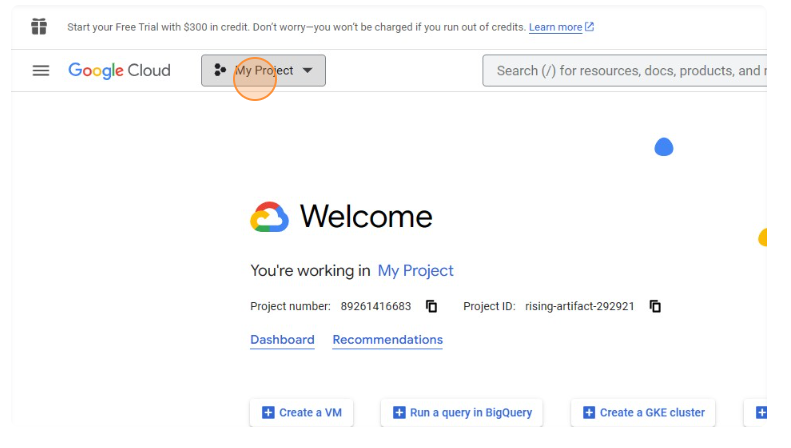 Start your Free Trial with $300 in credit. Don't worry—you won't be charged if you run out of credits. Learn more
Google Cloud My Project Search (/) for resources, docs, products, and
Welcome
You're working in My Project
Project number: 89261416683 Project ID: rising-artifact-292921
Dashboard Recommendations
Create a VM Run a query in BigQuery Create a GKE cluster